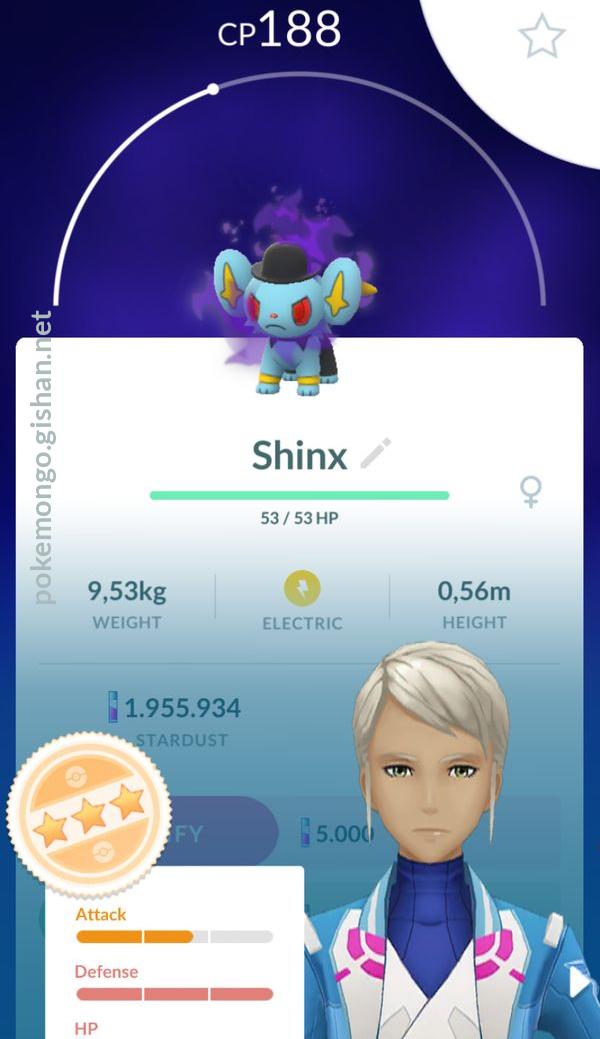 CP188
pokemongo.gishan.net
Shinx
53 / 53 HP
9,53kg
WEIGHT
ELECTRIC
0,56m
HEIGHT
1.955.934
STARDUST
FY
5.000
Attack
Defense
HP